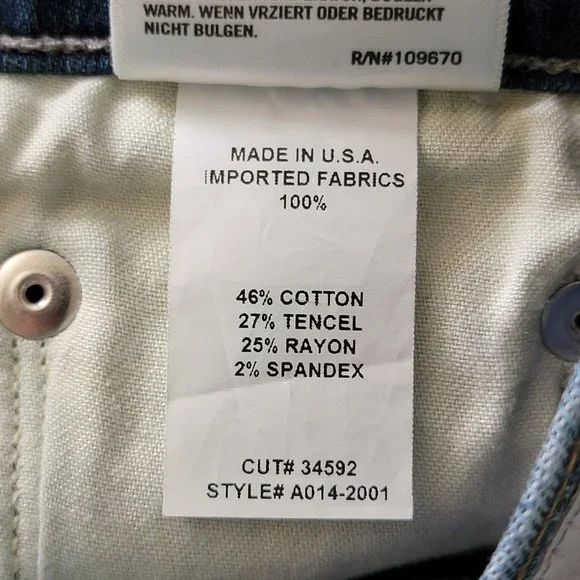 WARM. WENN VRZIERT ODER BEDRUCKT
NICHT BULGEN.
R/N#109670
MADE IN U.S.A.
IMPORTED FABRICS
100%
46% COTTON
27% TENCEL
25% RAYON
2% SPANDEX
CUT# 34592
STYLE# A014-2001